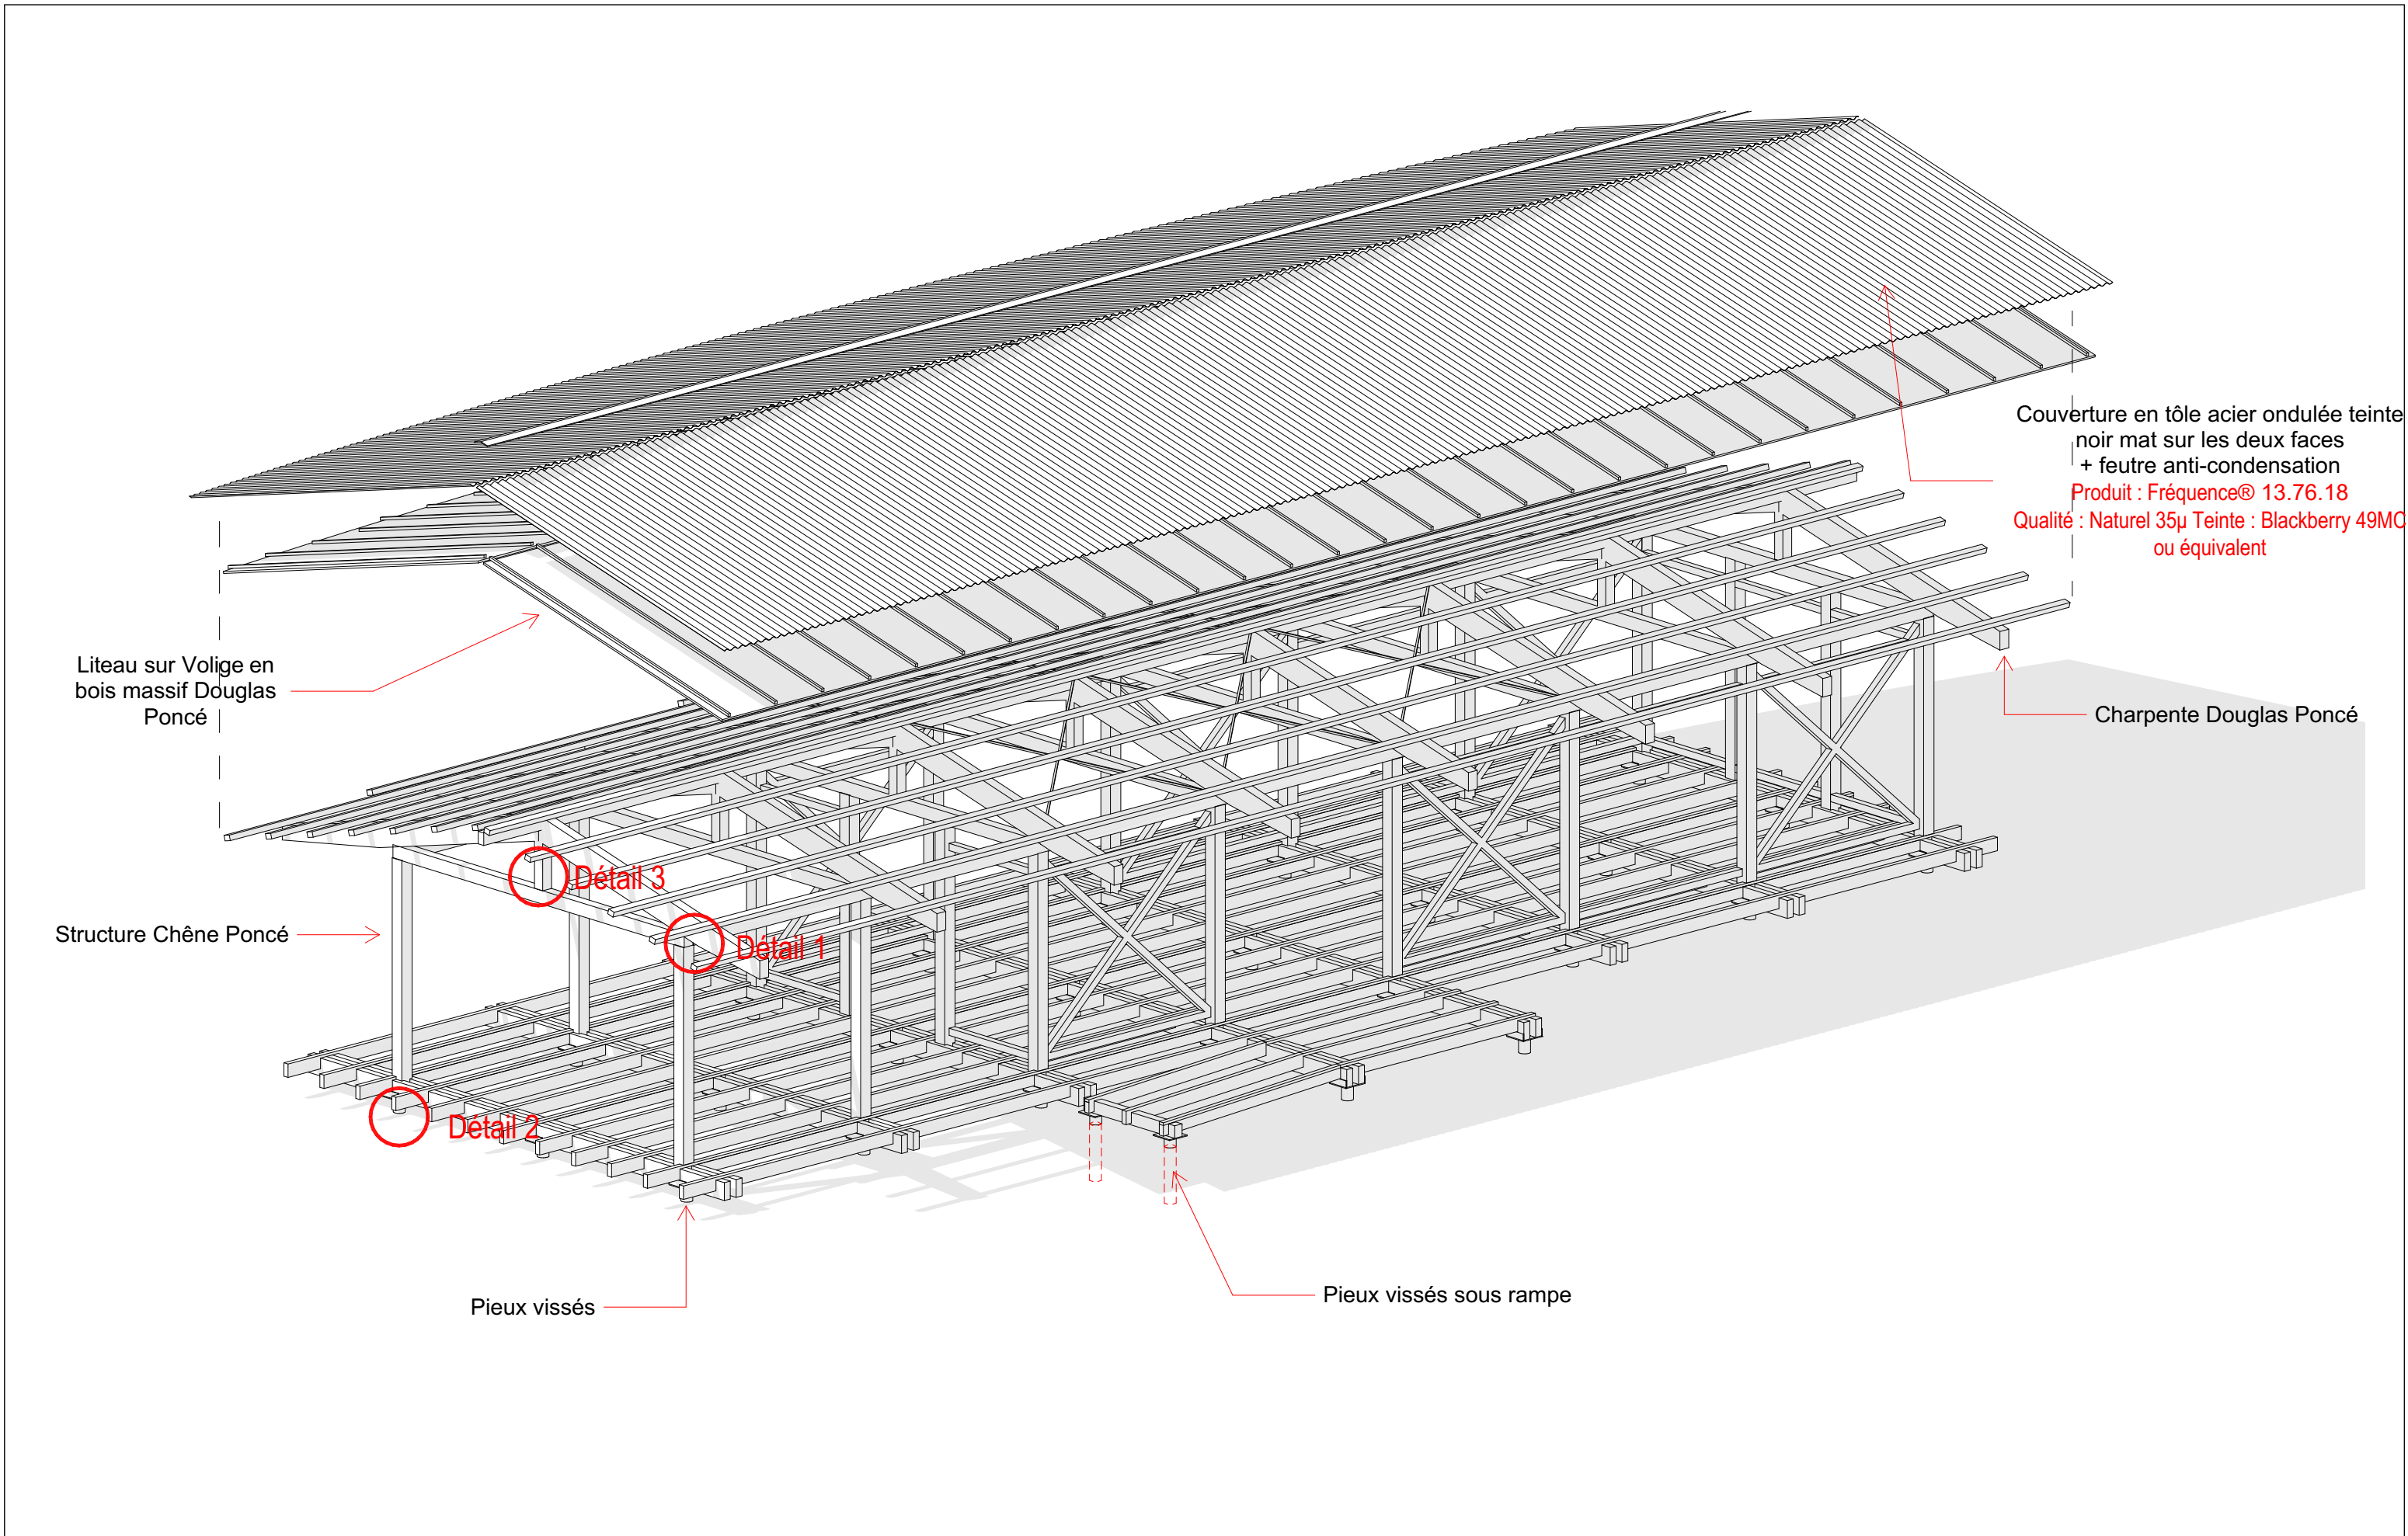 Couverture en tôle acier ondulée teinte
noir mat sur les deux faces
+ feutre anti-condensation
Produit : Fréquence® 13.76.18
Qualité : Naturel 35µ Teinte : Blackberry 49MC
ou équivalent
Liteau sur Volige en
bois massif Douglas
Poncé
Charpente Douglas Poncé
Détail 3
Structure Chêne Poncé
Détail 1
Détail 2
Pieux vissés
Pieux vissés sous rampe